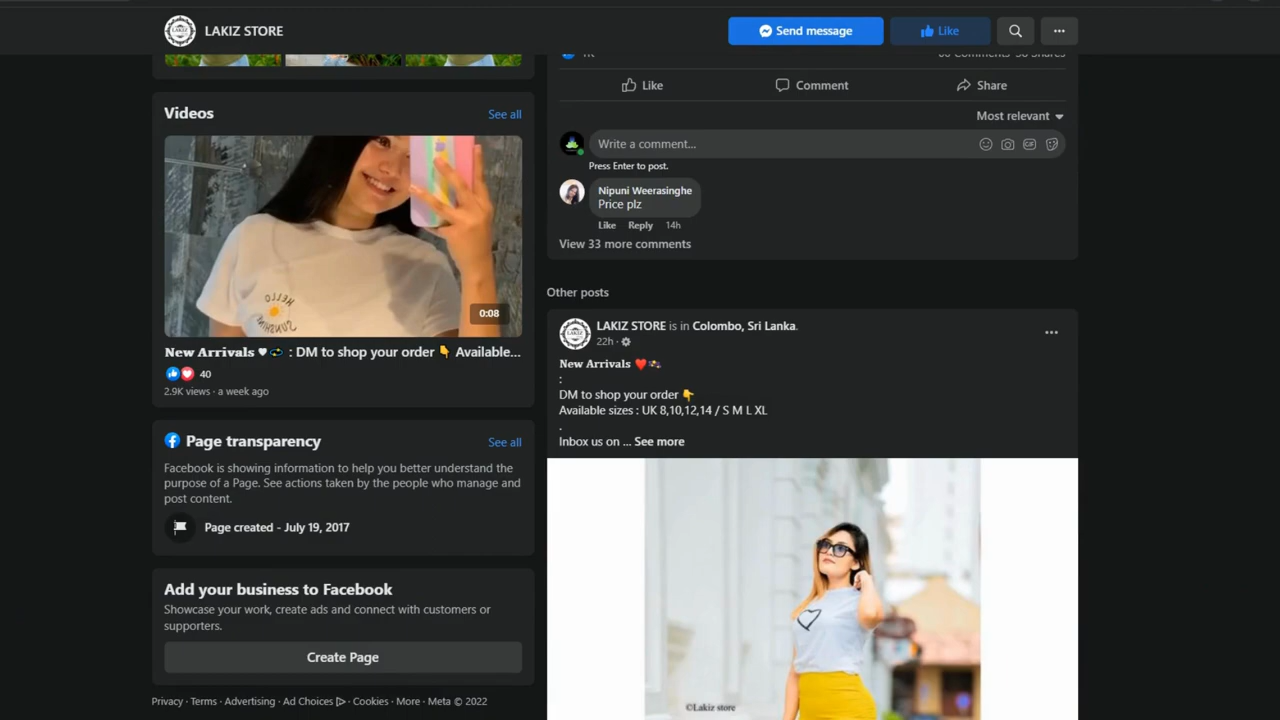 LAKIZ STORE
Send message
Like
Videos
See all
HELLO
SUNSHINE
0:08
New Arrivals ♥ : DM to shop your order 👇 Available...
40
2.9K views · a week ago
Page transparency
See all
Facebook is showing information to help you better understand the
purpose of a Page. See actions taken by the people who manage and
post content.
Page created - July 19, 2017
Add your business to Facebook
Showcase your work, create ads and connect with customers or
supporters.
Create Page
Privacy · Terms · Advertising · Ad Choices · Cookies · More · Meta © 2022
Like
Comment
Share
Most relevant
Write a comment...
GIF
Press Enter to post.
Nipuni Weerasinghe
Price plz
Like Reply 14h
View 33 more comments
Other posts
LAKIZ
LAKIZ STORE is in Colombo, Sri Lanka.
22h ·
New Arrivals ❤️
:
DM to shop your order 👇
Available sizes : UK 8,10,12,14 / S M L XL
.
Inbox us on ... See more
©Lakiz store